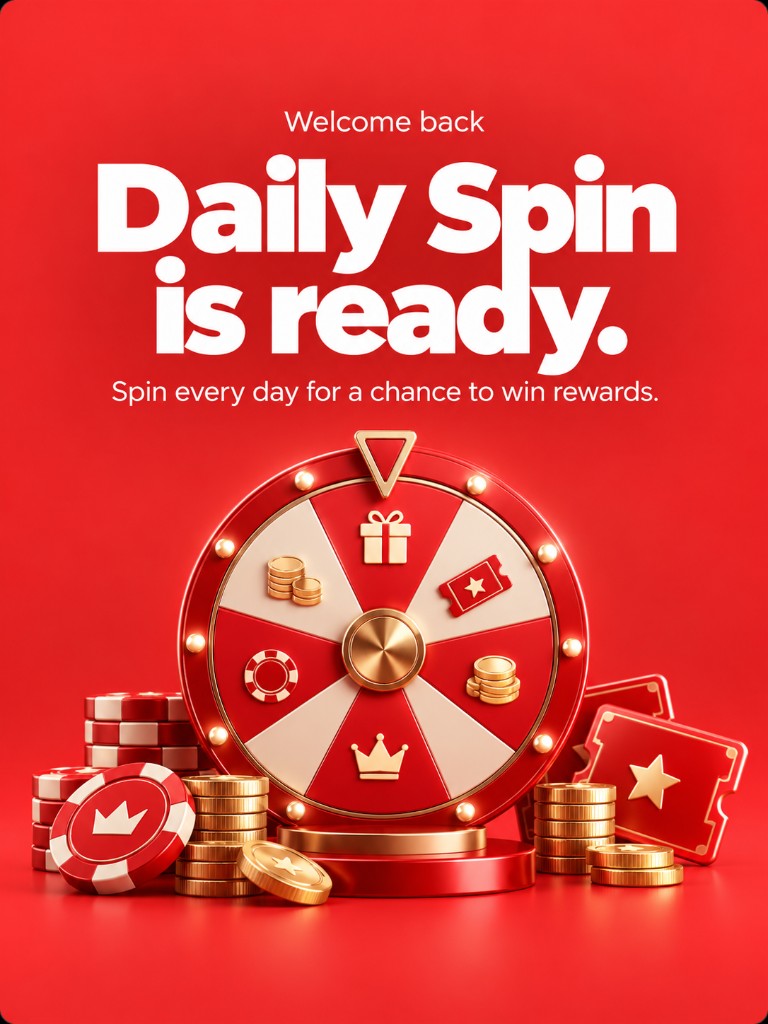 Welcome back
Daily Spin
is ready.
Spin every day for a chance to win rewards.